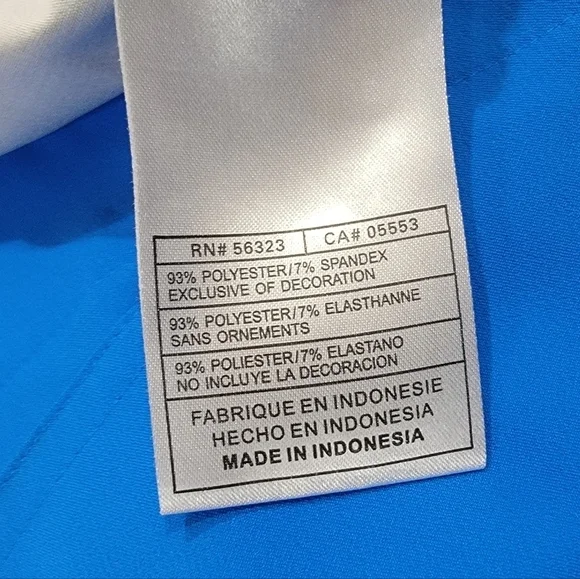 RN# 56323 CA# 05553
93% POLYESTER/7% SPANDEX
EXCLUSIVE OF DECORATION
93% POLYESTER/7% ELASTHANNE
SANS ORNEMENTS
93% POLIESTER/7% ELASTANO
NO INCLUYE LA DECORACION
FABRIQUE EN INDONESIE
HECHO EN INDONESIA
MADE IN INDONESIA